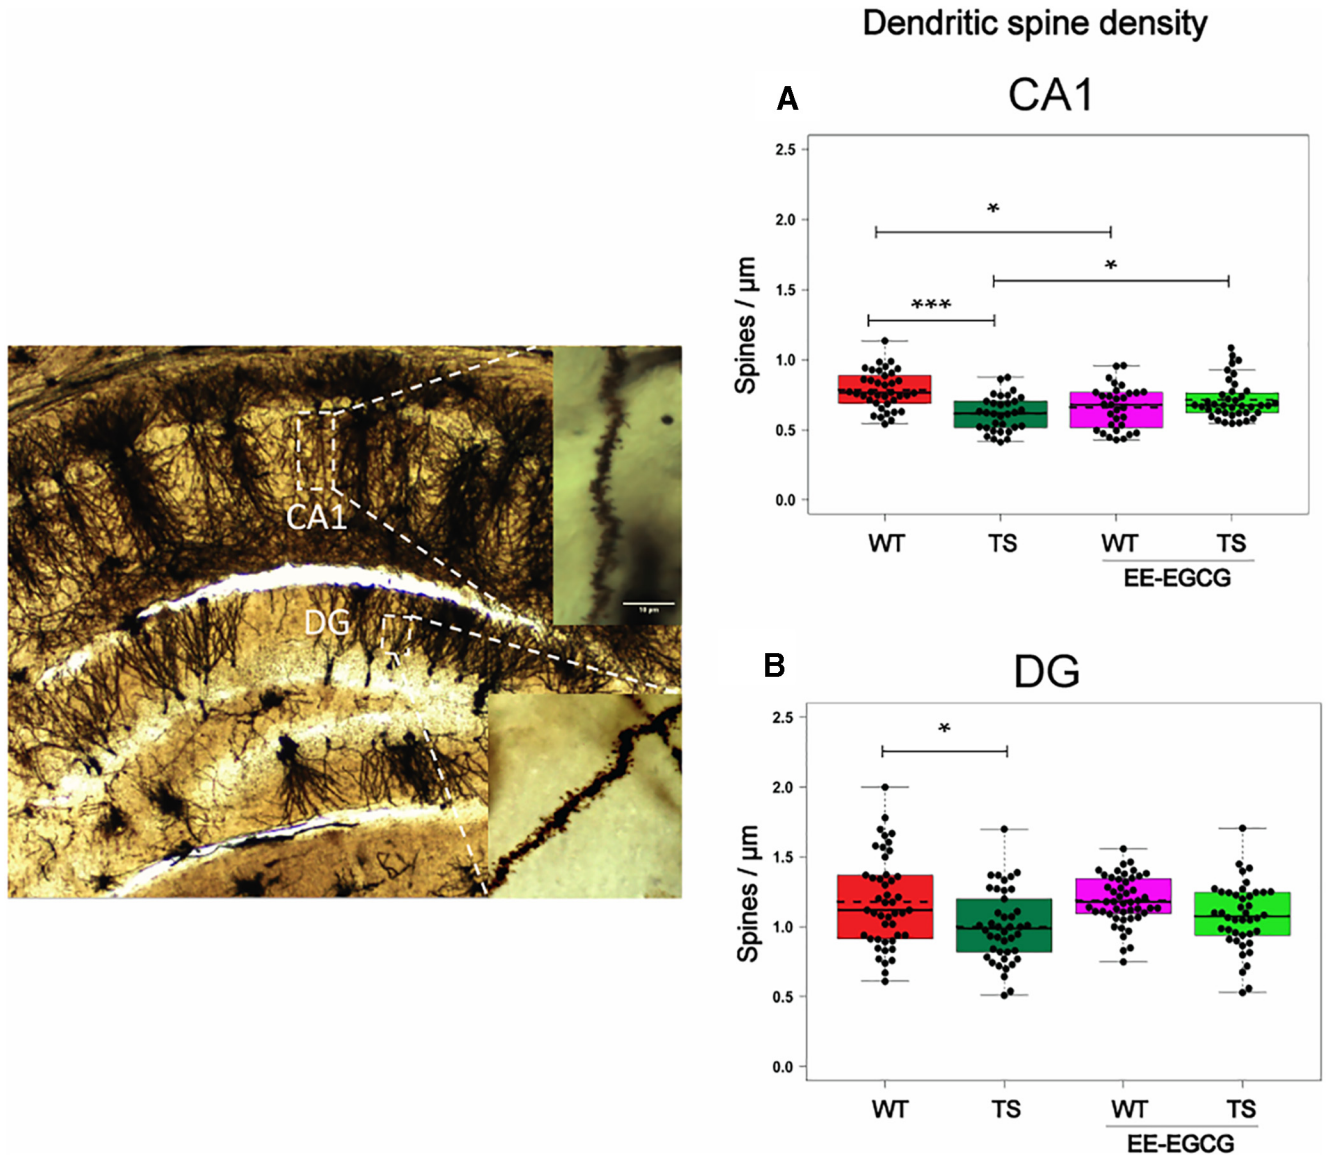 Dendritic spine density
A
CA1
2.5
2.0
1.5
1.0
0.5
0.0
Spines / μm
*
*
***
WT
TS
WT
TS
EE-EGCG
CA1
DG
10 μm
B
DG
2.5
2.0
1.5
1.0
0.5
0.0
Spines / μm
*
WT
TS
WT
TS
EE-EGCG